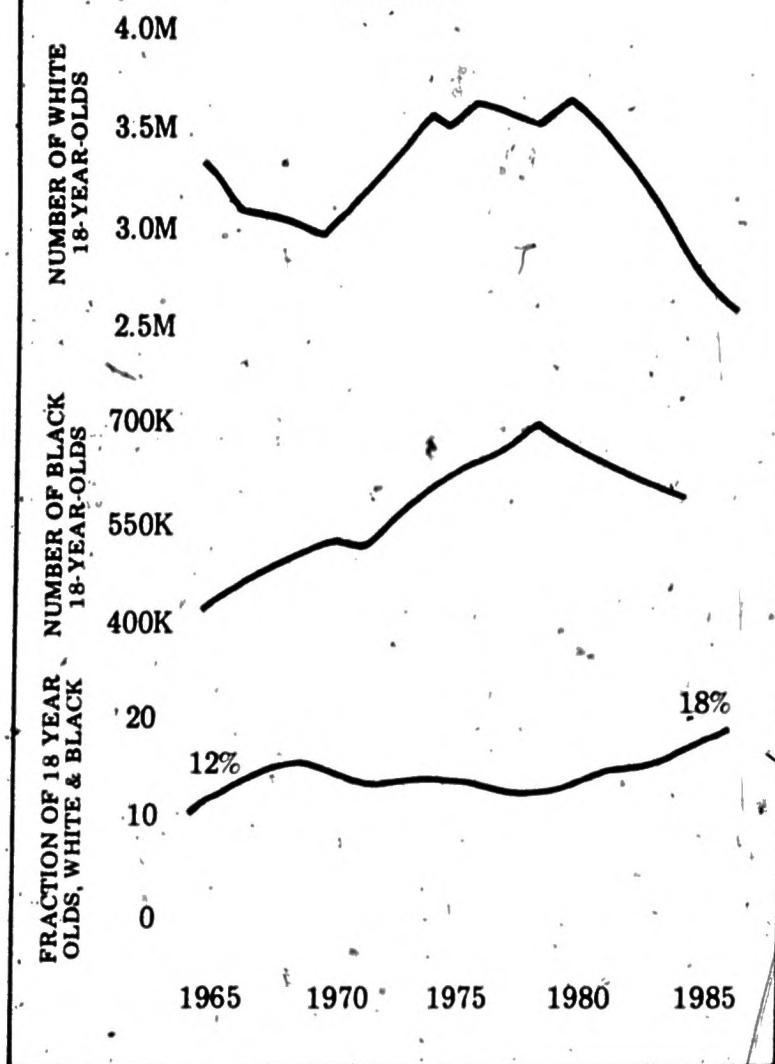 4.0M
NUMBER OF WHITE
18-YEAR-OLDS
3.5M
3.0M
2.5M
700K
NUMBER OF BLACK
18-YEAR-OLDS
550K
400K
FRACTION OF 18 YEAR
OLDS, WHITE & BLACK
20
12%
18%
10
0
1965 1970 1975 1980 1985